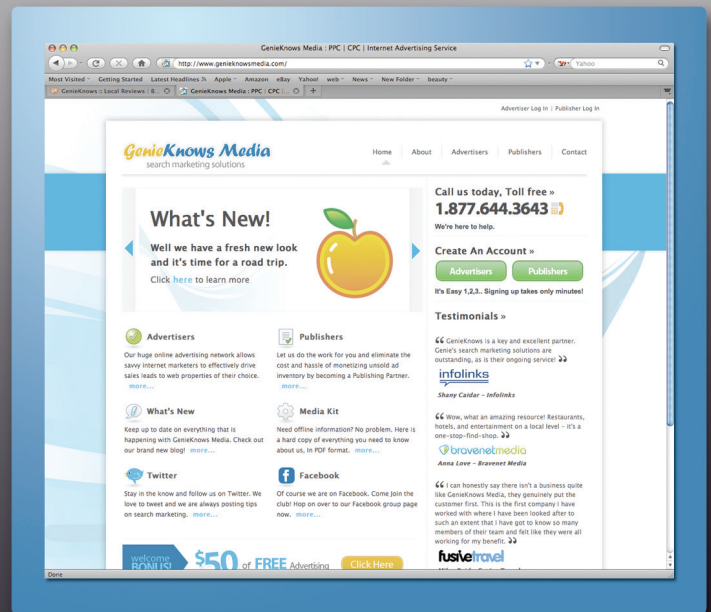 GenieKnows Media : PPC | CPC | Internet Advertising Service
http://www.genieknowsmedia.com/
Yahoo
Most Visited Getting Started Latest Headlines Apple Amazon eBay Yahoo! web News New Folder beauty
GenieKnows :: Local Reviews | B... GenieKnows Media : PPC | CPC |...
Advertiser Log In | Publisher Log In
GenieKnows Media
search marketing solutions
Home About Advertisers Publishers Contact
What's New!
Well we have a fresh new look
and it's time for a road trip.
Click here to learn more
Call us today, Toll free »
1.877.644.3643
We're here to help.
Create An Account »
Advertisers Publishers
It's Easy 1,2,3.. Signing up takes only minutes!
Testimonials »
“ GenieKnows is a key and excellent partner.
Genie's search marketing solutions are
outstanding, as is their ongoing service! ”
infolinks
Shany Caidar – Infolinks
“ Wow, what an amazing resource! Restaurants,
hotels, and entertainment on a local level – it's a
one-stop-find-shop. ”
bravenetmedia
Anna Love – Bravenet Media
“ I can honestly say there isn't a business quite
like GenieKnows Media, they genuinely put the
customer first. This is the first company I have
worked with where I have been looked after to
such an extent that I have got to know so many
members of their team and felt like they were all
working for my benefit. ”
fusivetravel
Advertisers
Our huge online advertising network allows
savvy internet marketers to effectively drive
sales leads to web properties of their choice.
more...
Publishers
Let us do the work for you and eliminate the
cost and hassle of monetizing unsold ad
inventory by becoming a Publishing Partner.
more...
What's New
Keep up to date on everything that is
happening with GenieKnows Media. Check out
our brand new blog! more...
Media Kit
Need offline information? No problem. Here is
a hard copy of everything you need to know
about us, In PDF format. more...
Twitter
Stay in the know and follow us on Twitter. We
love to tweet and we are always posting tips
on search marketing. more...
Facebook
Of course we are on Facebook. Come Join the
club! Hop on over to our Facebook group page
now. more...
welcome
BONUS!
$50 of FREE Advertising
Click Here
Done